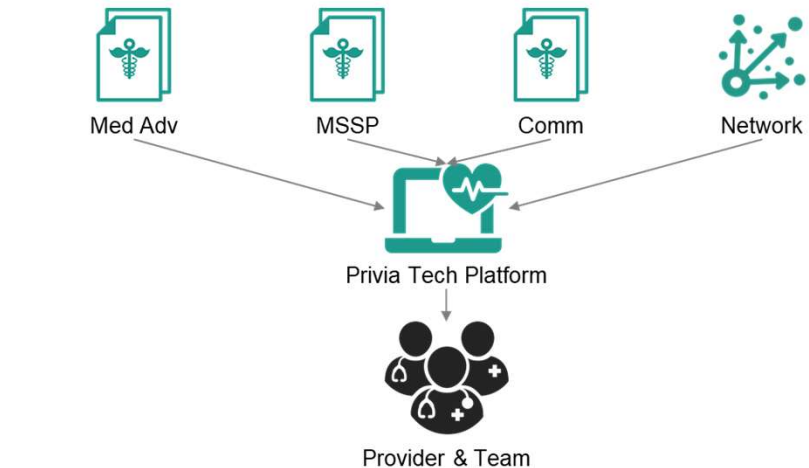 Med Adv
MSSP
Comm
Network
Privia Tech Platform
Provider & Team